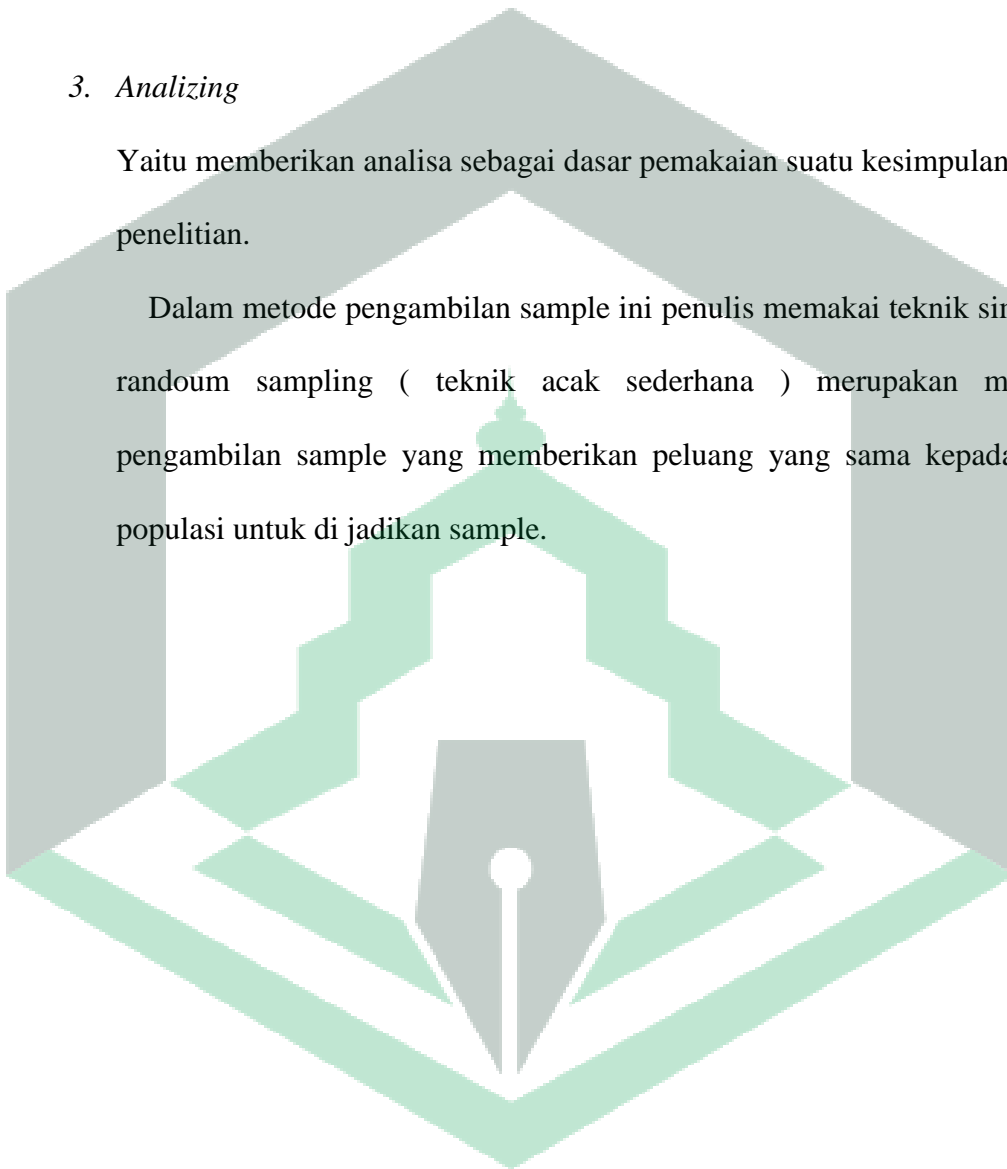 3. Analizing
Yaitu memberikan analisa sebagai dasar pemakaian suatu kesimpulan
penelitian.
Dalam metode pengambilan sample ini penulis memakai teknik
randoum sampling ( teknik acak sederhana ) merupakan
pengambilan sample yang memberikan peluang yang sama kepada
populasi untuk di jadikan sample.